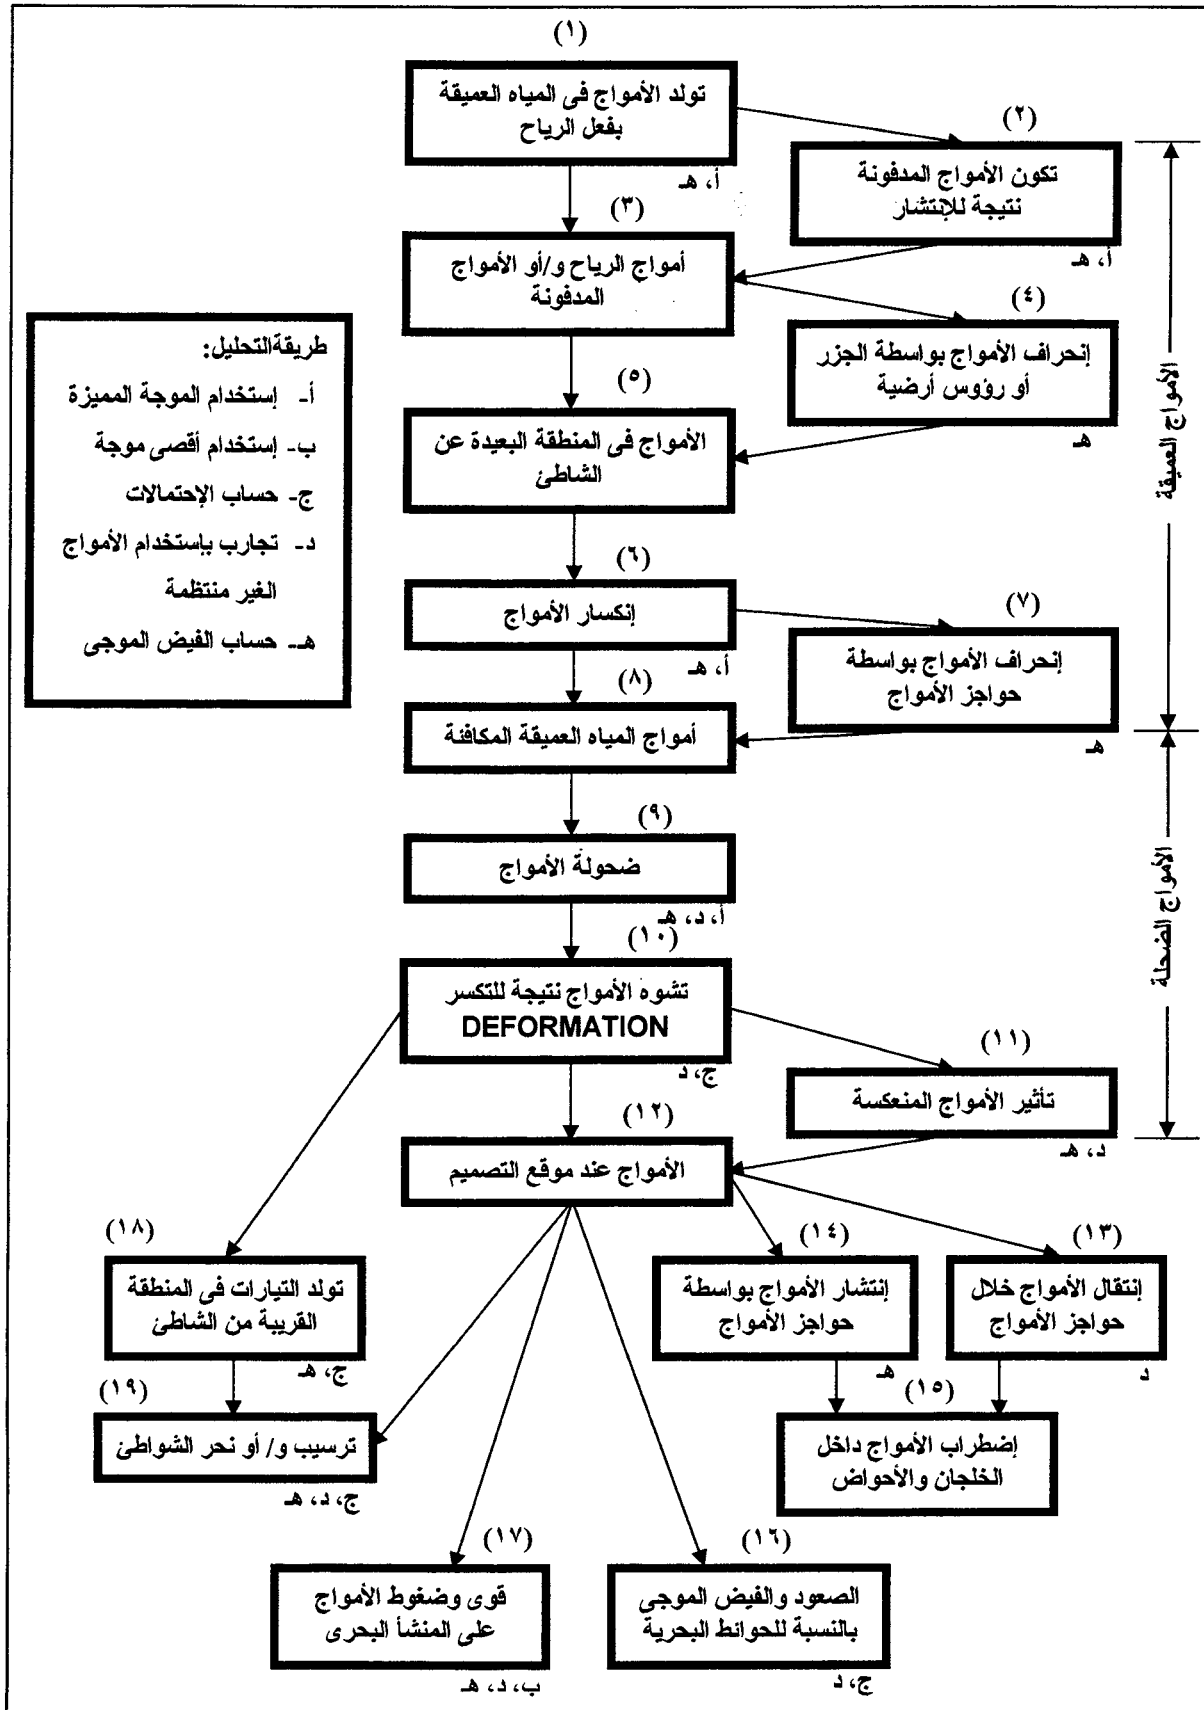 (١)
تولد الأمواج فى المياه العميقة
بفعل الرياح
أ، هـ
(٢)
تكون الأمواج المدفونة
نتيجة للإنتشار
أ، هـ
(٣)
أمواج الرياح و/أو الأمواج
المدفونة
(٤)
إنحراف الأمواج بواسطة الجزر
أو رؤوس أرضية
هـ
طريقةالتحليل:
أ- إستخدام الموجة المميزة
ب- إستخدام أقصى موجة
ج- حساب الإحتمالات
د- تجارب بإستخدام الأمواج
الغير منتظمة
هـ- حساب الفيض الموجى
(٥)
الأمواج فى المنطقة البعيدة عن
الشاطئ
(٦)
إنكسار الأمواج
أ، هـ
(٧)
إنحراف الأمواج بواسطة
حواجز الأمواج
هـ
الأمواج العميقة
(٨)
أمواج المياه العميقة المكافئة
(٩)
ضحولة الأمواج
أ، د، هـ
(١٠)
تشوه الأمواج نتيجة للتكسر
DEFORMATION
ج، د
(١١)
تأثير الأمواج المنعكسة
د، هـ
الأمواج الضحلة
(١٢)
الأمواج عند موقع التصميم
(١٣)
إنتقال الأمواج خلال
حواجز الأمواج
د
(١٤)
إنتشار الأمواج بواسطة
حواجز الأمواج
هـ
(١٥)
إضطراب الأمواج داخل
الخلجان والأحواض
(١٨)
تولد التيارات فى المنطقة
القريبة من الشاطئ
ج، هـ
(١٩)
ترسيب و/ أو نحر الشواطئ
ج، د، هـ
(١٦)
الصعود والفيض الموجى
بالنسبة للحوائط البحرية
ج، د
(١٧)
قوى وضغوط الأمواج
على المنشأ البحرى
ب، د، هـ